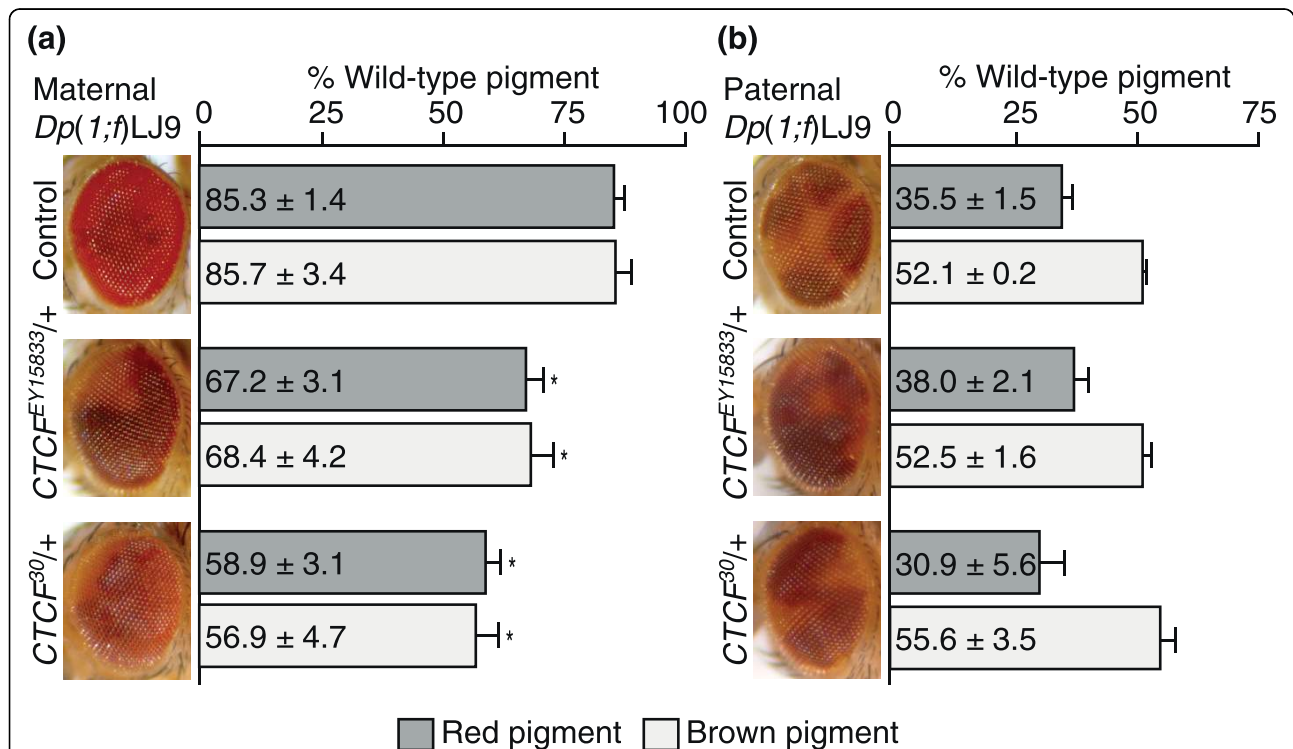 (a)
% Wild-type pigment
Maternal
Dp(1;f)LJ9
0 25 50 75 100
Control
85.3 ± 1.4
85.7 ± 3.4
CTCF^EY15833/+
67.2 ± 3.1 *
68.4 ± 4.2 *
CTCF^30/+
58.9 ± 3.1 *
56.9 ± 4.7 *
(b)
% Wild-type pigment
Paternal
Dp(1;f)LJ9
0 25 50 75
Control
35.5 ± 1.5
52.1 ± 0.2
CTCF^EY15833/+
38.0 ± 2.1
52.5 ± 1.6
CTCF^30/+
30.9 ± 5.6
55.6 ± 3.5
Red pigment Brown pigment